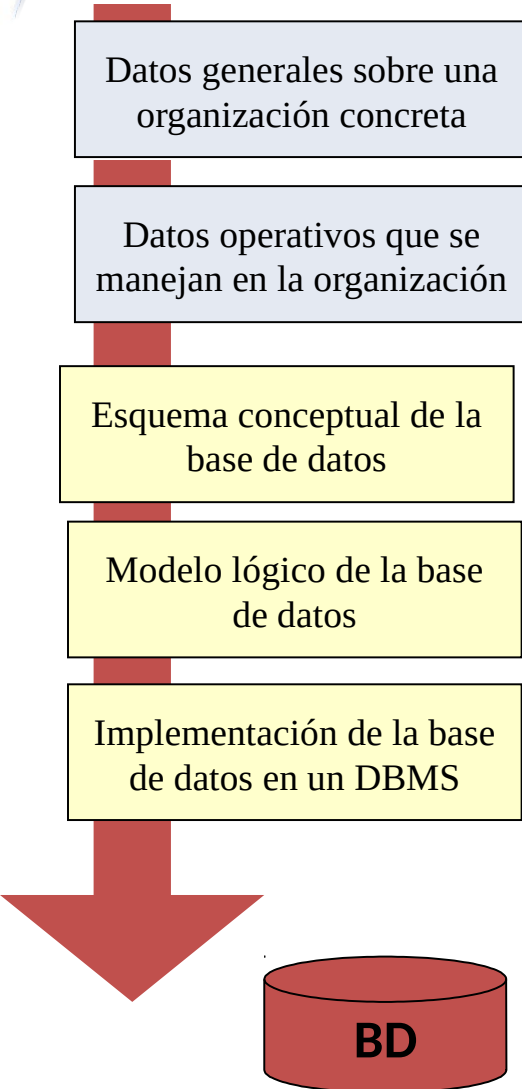 Datos generales sobre una
organización concreta
Datos operativos que se
manejan en la organización
Esquema conceptual de la
base de datos
Modelo lógico de la base
de datos
Implementación de la base
de datos en un DBMS
BD